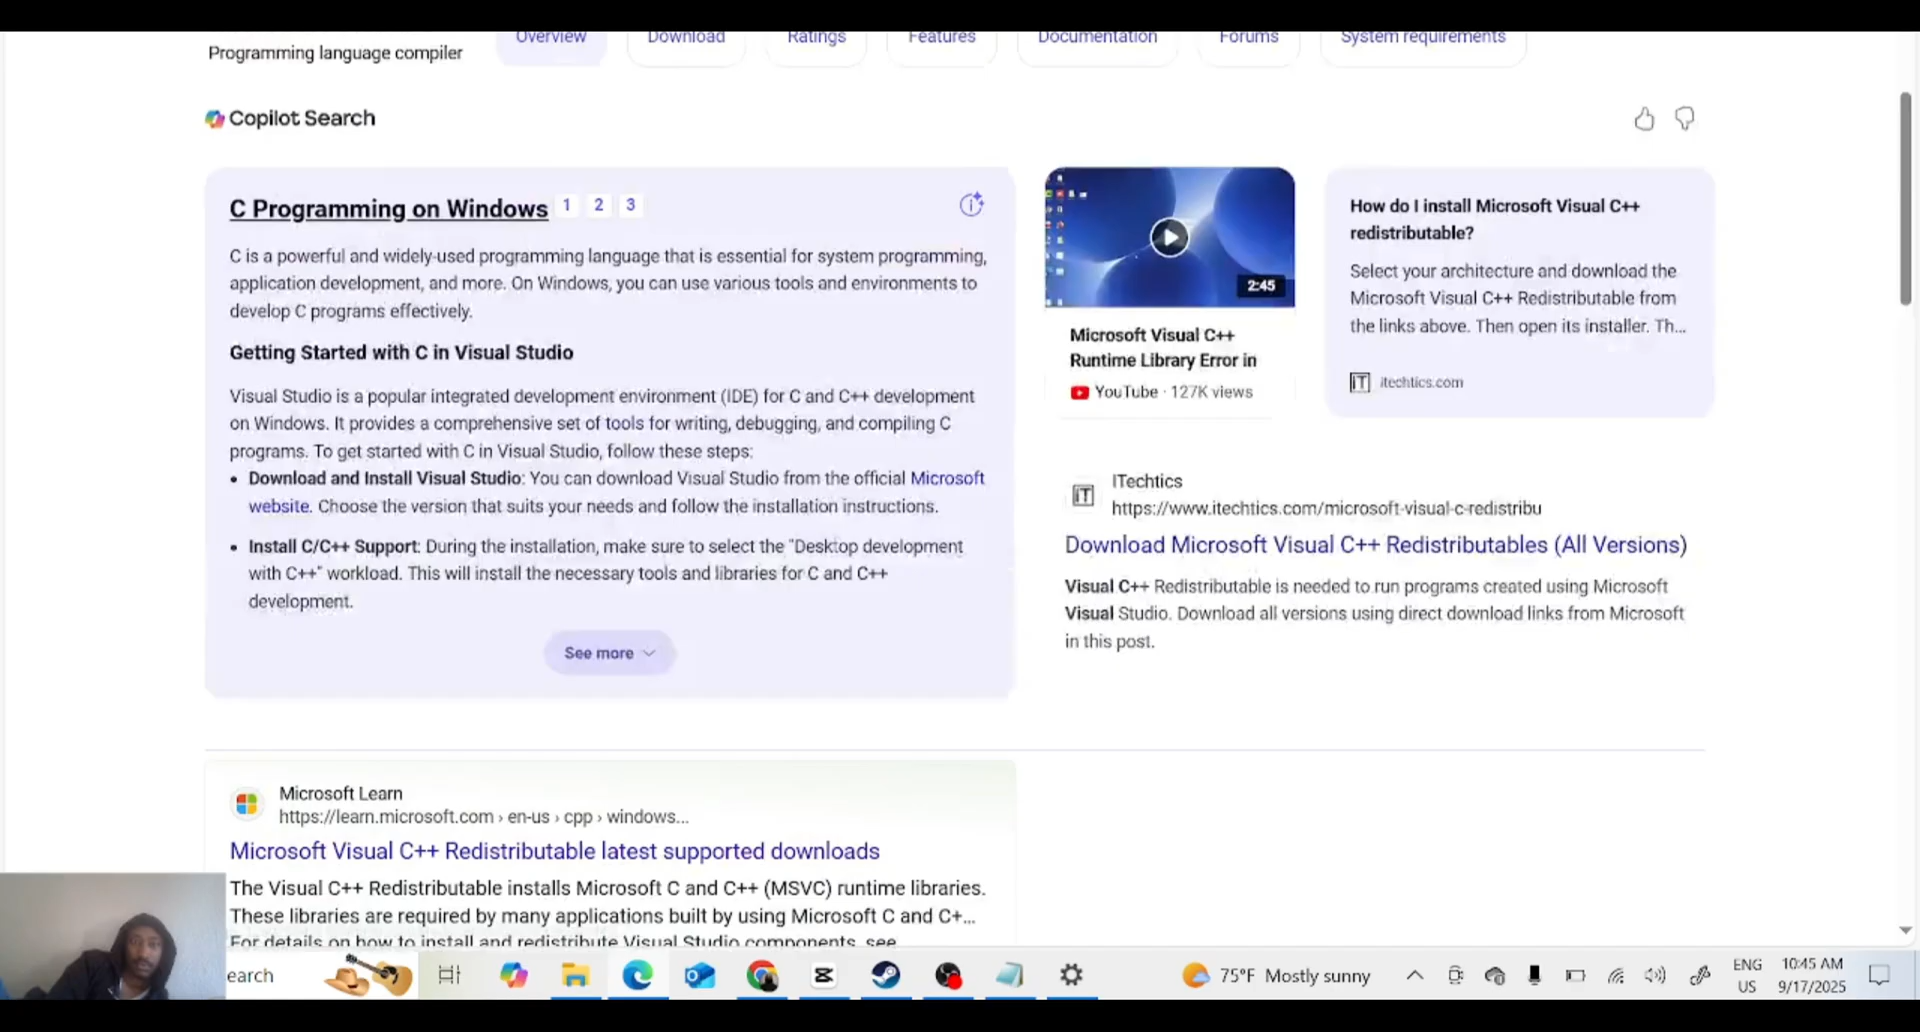 Programming language compiler
Overview
Download
Ratings
Features
Documentation
Forums
System requirements
Copilot Search
C Programming on Windows 1 2 3
C is a powerful and widely-used programming language that is essential for system programming,
application development, and more. On Windows, you can use various tools and environments to
develop C programs effectively.
Getting Started with C in Visual Studio
Visual Studio is a popular integrated development environment (IDE) for C and C++ development
on Windows. It provides a comprehensive set of tools for writing, debugging, and compiling C
programs. To get started with C in Visual Studio, follow these steps:
• Download and Install Visual Studio: You can download Visual Studio from the official Microsoft
website. Choose the version that suits your needs and follow the installation instructions.
• Install C/C++ Support: During the installation, make sure to select the "Desktop development
with C++" workload. This will install the necessary tools and libraries for C and C++
development.
See more
2:45
Microsoft Visual C++
Runtime Library Error in
YouTube · 127K views
How do I install Microsoft Visual C++
redistributable?
Select your architecture and download the
Microsoft Visual C++ Redistributable from
the links above. Then open its installer. Th...
iT itechtics.com
iT
ITechtics
https://www.itechtics.com/microsoft-visual-c-redistribu
Download Microsoft Visual C++ Redistributables (All Versions)
Visual C++ Redistributable is needed to run programs created using Microsoft
Visual Studio. Download all versions using direct download links from Microsoft
in this post.
Microsoft Learn
https://learn.microsoft.com › en-us › cpp › windows...
Microsoft Visual C++ Redistributable latest supported downloads
The Visual C++ Redistributable installs Microsoft C and C++ (MSVC) runtime libraries.
These libraries are required by many applications built by using Microsoft C and C+...
For details on how to install and redistribute Visual Studio components, see
earch
75°F Mostly sunny
ENG
US
10:45 AM
9/17/2025